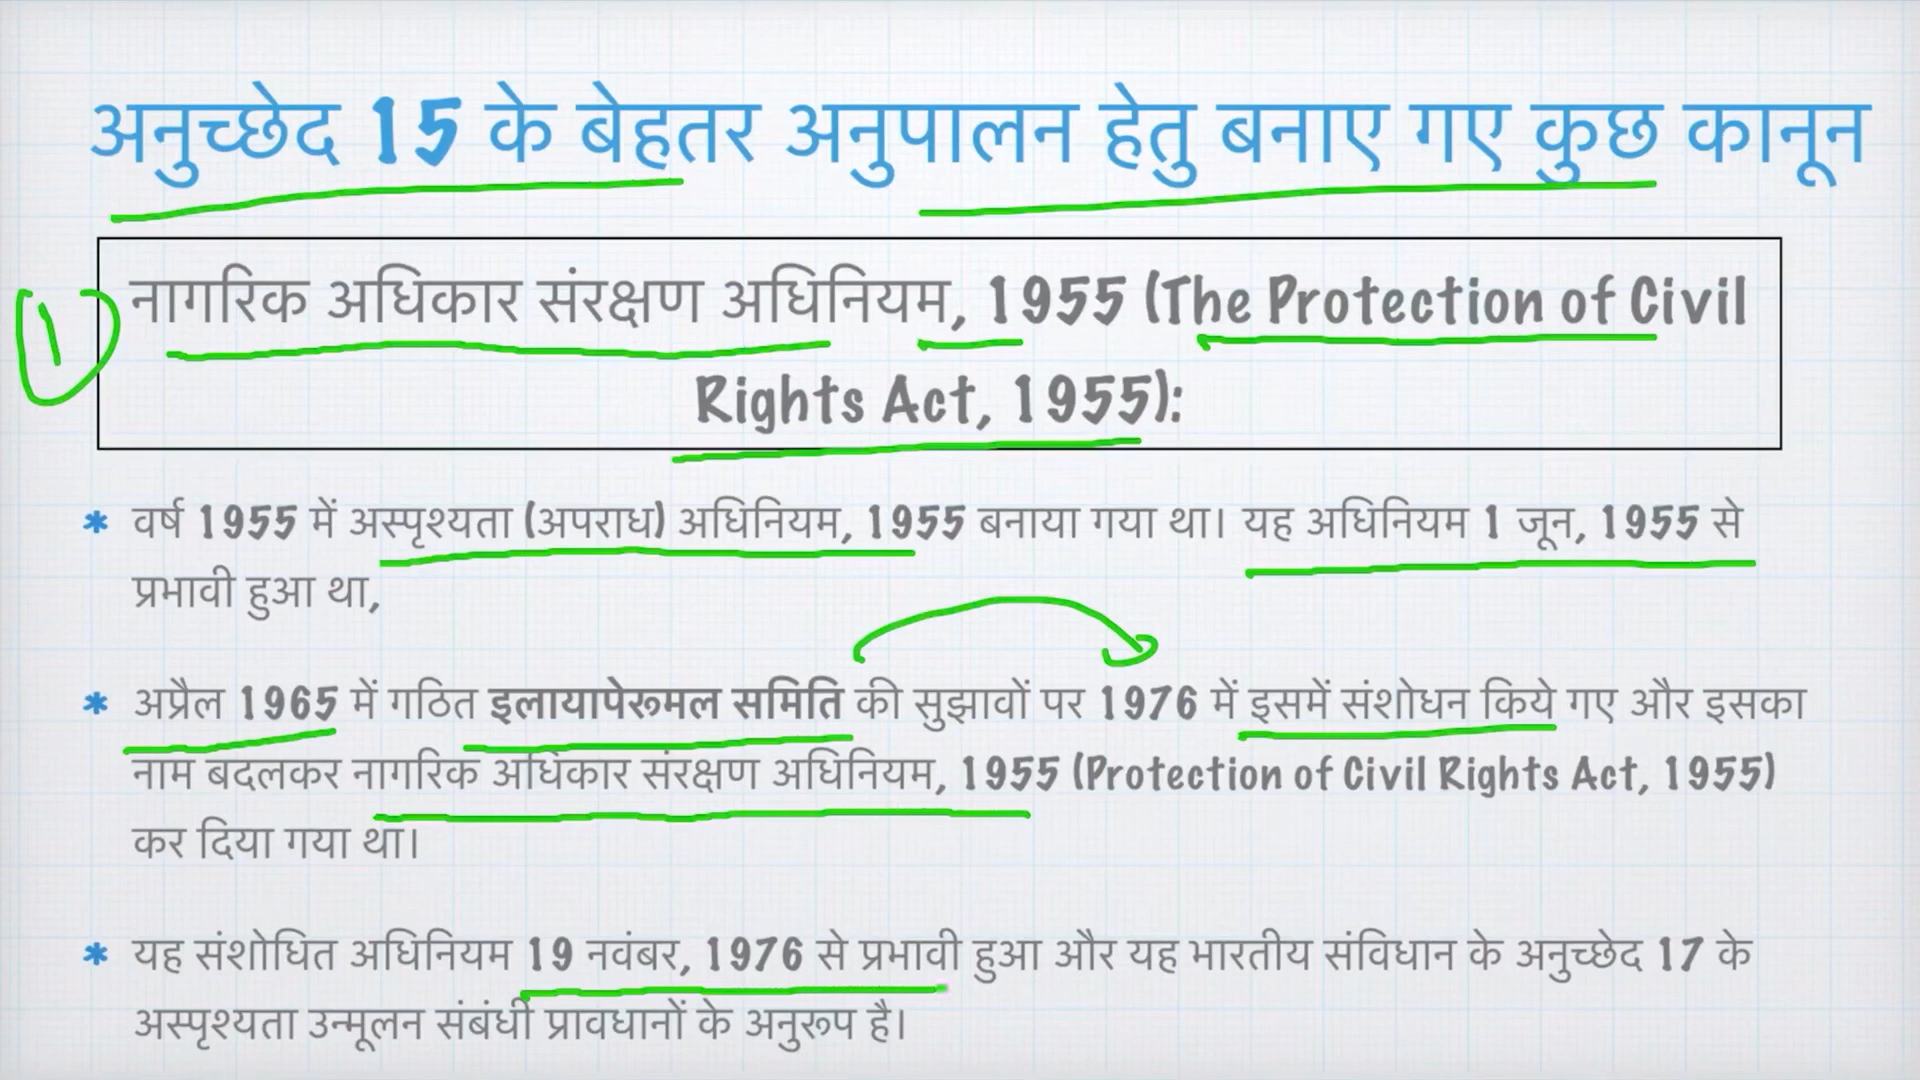 अनुच्छेद 15 के बेहतर अनुपालन हेतु बनाए गए कुछ कानून
1
नागरिक अधिकार संरक्षण अधिनियम, 1955 (The Protection of Civil
Rights Act, 1955):
* वर्ष 1955 में अस्पृश्यता (अपराध) अधिनियम, 1955 बनाया गया था। यह अधिनियम 1 जून, 1955 से
प्रभावी हुआ था,
* अप्रैल 1965 में गठित इलायापेरूमल समिति की सुझावों पर 1976 में इसमें संशोधन किये गए और इसका
नाम बदलकर नागरिक अधिकार संरक्षण अधिनियम, 1955 (Protection of Civil Rights Act, 1955)
कर दिया गया था।
* यह संशोधित अधिनियम 19 नवंबर, 1976 से प्रभावी हुआ और यह भारतीय संविधान के अनुच्छेद 17 के
अस्पृश्यता उन्मूलन संबंधी प्रावधानों के अनुरूप है।